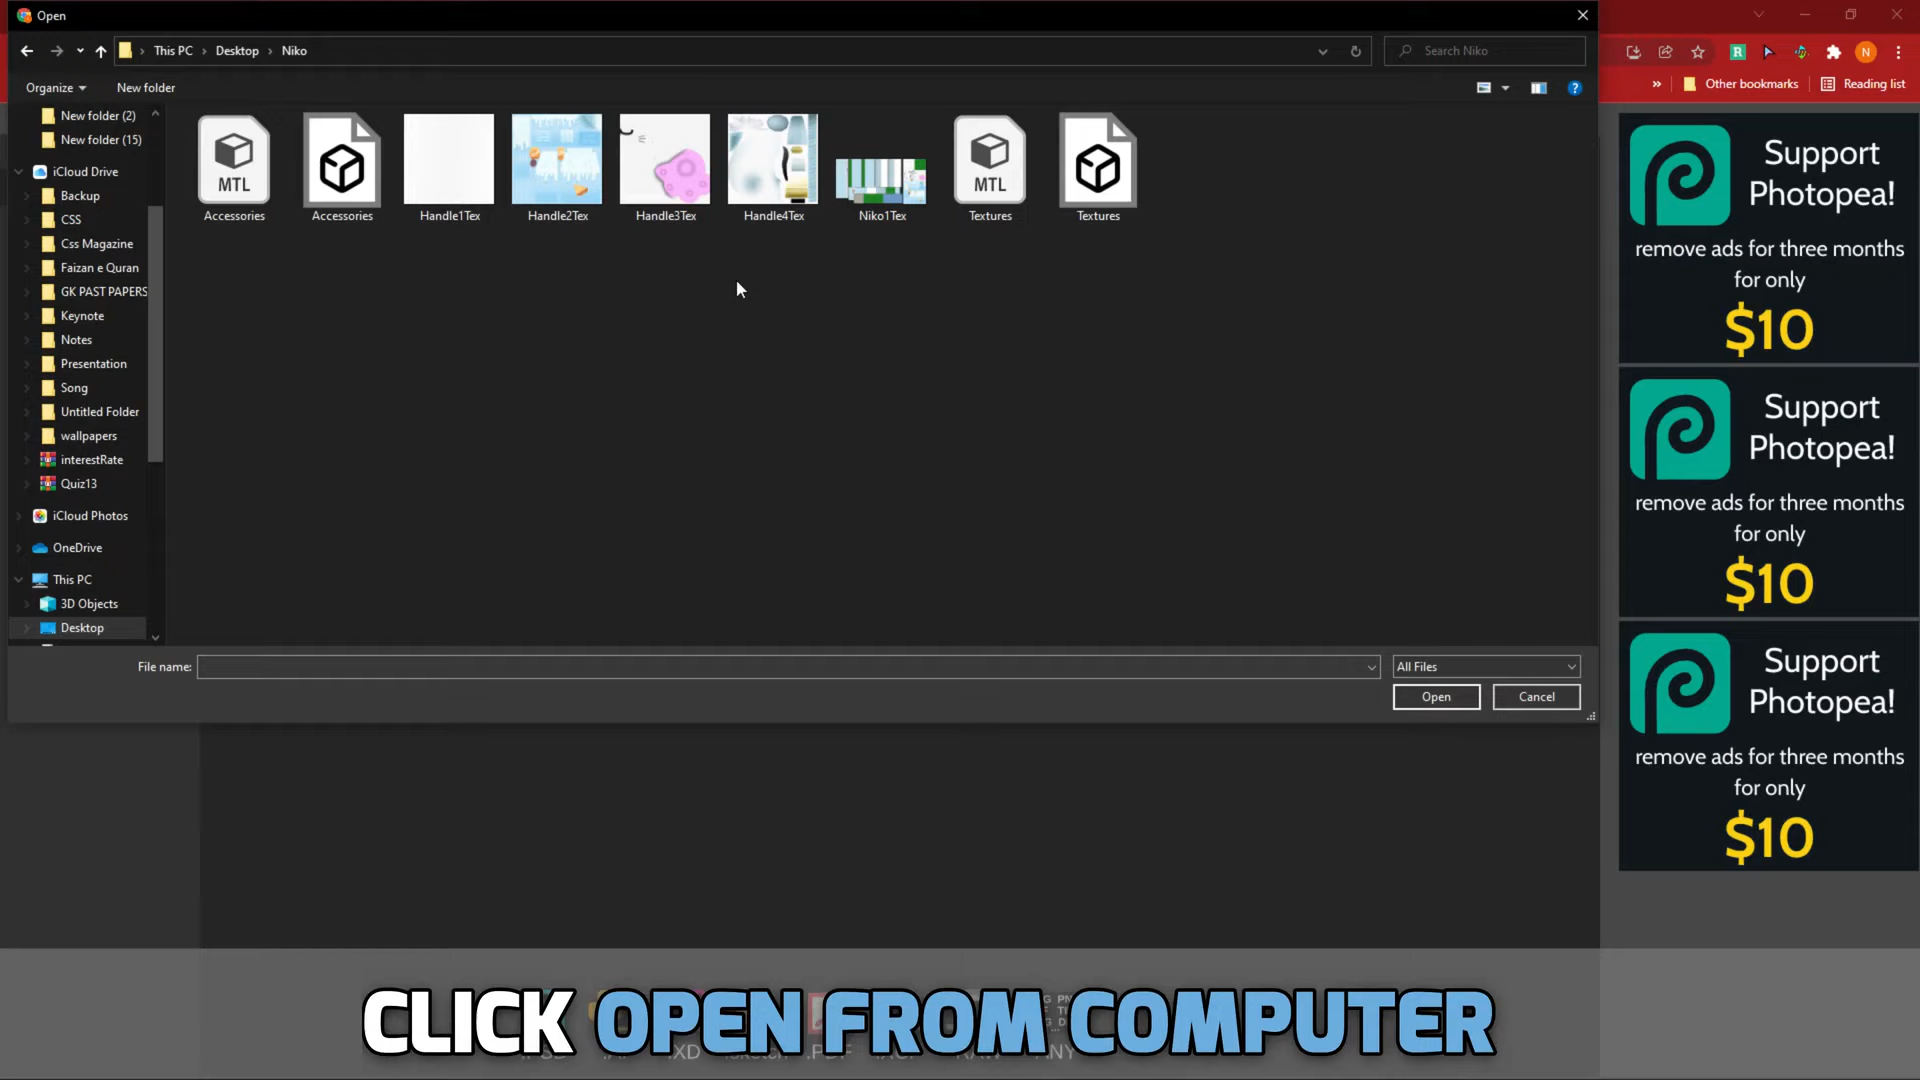 Open
This PC > Desktop > Niko
Search Niko
Organize
New folder
Other bookmarks
Reading list
R
N
New folder (2)
New folder (15)
iCloud Drive
Backup
CSS
Css Magazine
Faizan e Quran
GK PAST PAPERS
Keynote
Notes
Presentation
Song
Untitled Folder
wallpapers
interestRate
Quiz13
iCloud Photos
OneDrive
This PC
3D Objects
Desktop
MTL
MTL
Accessories
Accessories
Handle1Tex
Handle2Tex
Handle3Tex
Handle4Tex
Niko1Tex
Textures
Textures
File name:
All Files
Open
Cancel
Support
Photopea!
remove ads for three months
for only
$10
Support
Photopea!
remove ads for three months
for only
$10
Support
Photopea!
remove ads for three months
for only
$10
CLICK OPEN FROM COMPUTER